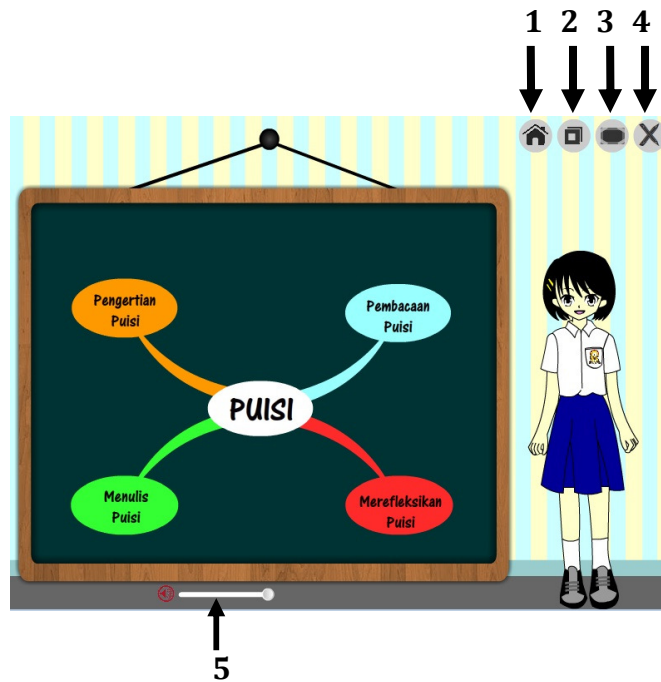 1 2 3 4
Pengertian
Puisi
Pembacaan
Puisi
PUISI
Menulis
Puisi
Merefleksikan
Puisi
5